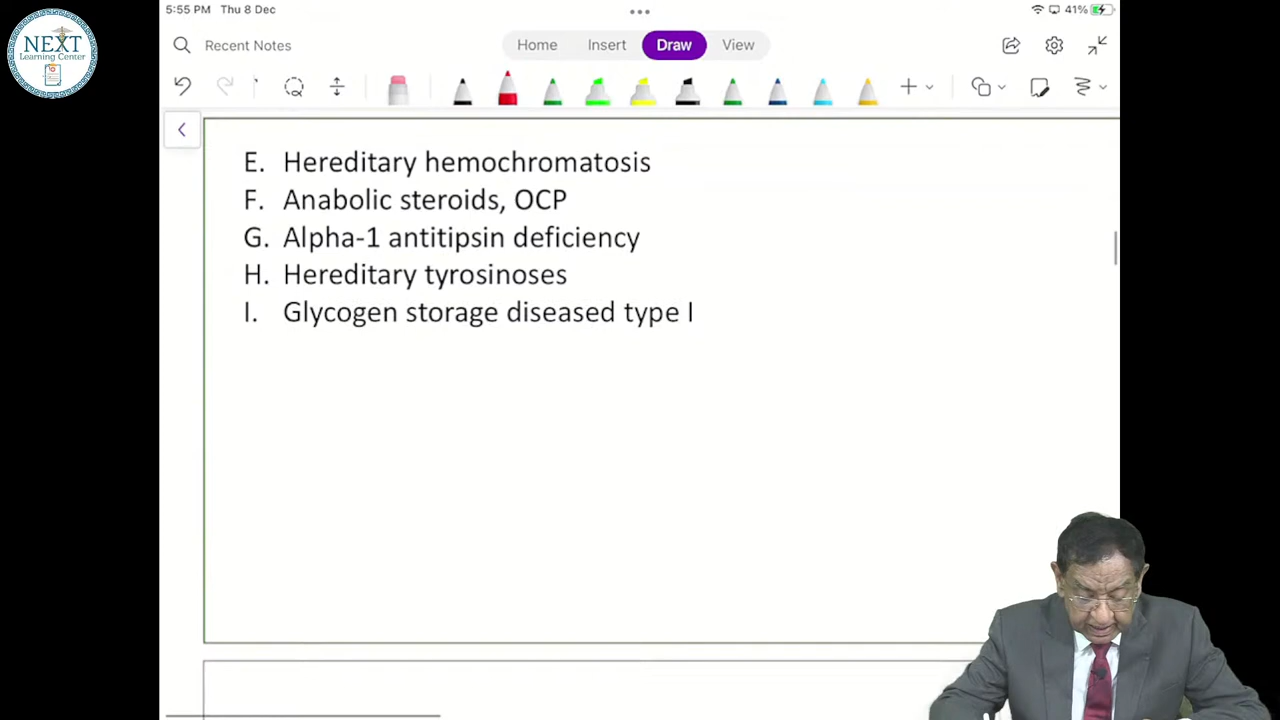 5:55 PM Thu 8 Dec
41%
NEXT
Learning Center
Recent Notes
Home Insert Draw View
E. Hereditary hemochromatosis
F. Anabolic steroids, OCP
G. Alpha-1 antitipsin deficiency
H. Hereditary tyrosinoses
I. Glycogen storage diseased type I